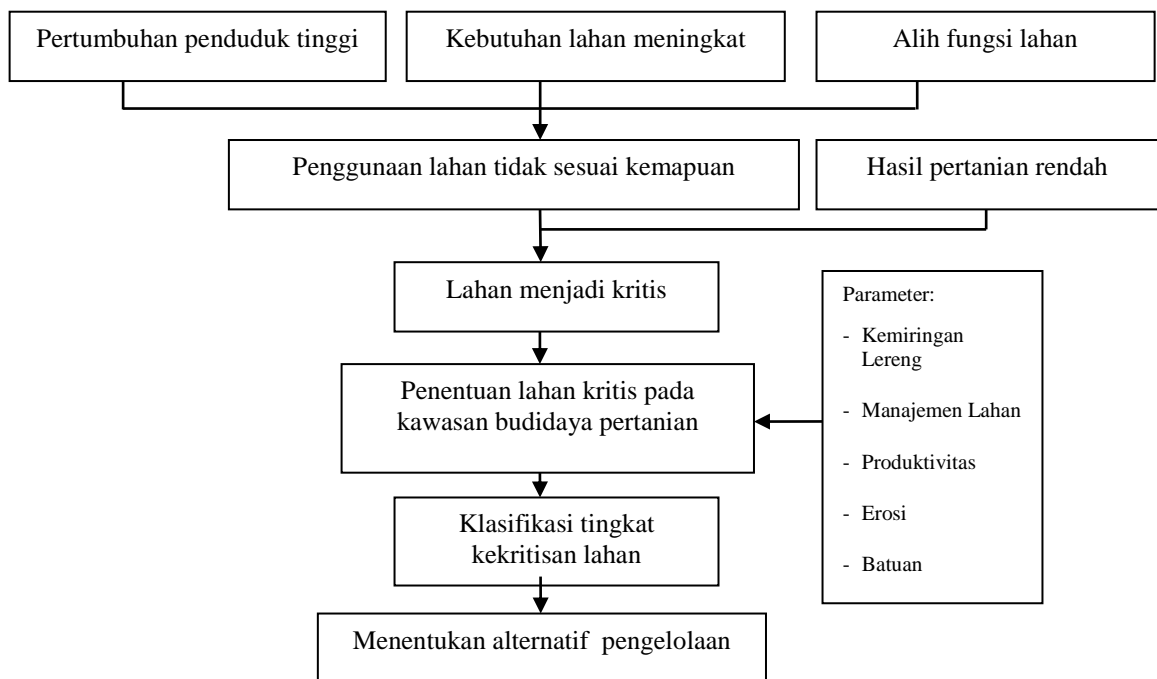 Pertumbuhan penduduk tinggi
Kebutuhan lahan meningkat
Alih fungsi lahan
Penggunaan lahan tidak sesuai kemapuan
Hasil pertanian rendah
Lahan menjadi kritis
Parameter:
- Kemiringan
Lereng
- Manajemen Lahan
- Produktivitas
- Erosi
- Batuan
Penentuan lahan kritis pada
kawasan budidaya pertanian
Klasifikasi tingkat
kekritisan lahan
Menentukan alternatif pengelolaan